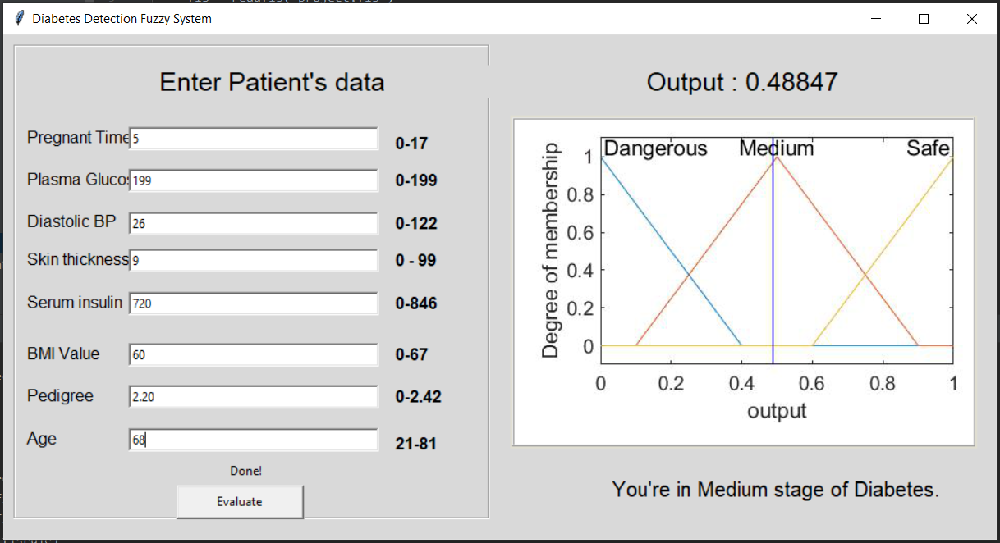 Diabetes Detection Fuzzy System
Enter Patient's data
Pregnant Time 5 0-17
Plasma Gluco 199 0-199
Diastolic BP 26 0-122
Skin thickness 9 0 - 99
Serum insulin 720 0-846
BMI Value 60 0-67
Pedigree 2.20 0-2.42
Age 68 21-81
Done!
Evaluate
Output : 0.48847
Dangerous Medium Safe
Degree of membership
1
0.8
0.6
0.4
0.2
0
0 0.2 0.4 0.6 0.8 1
output
You're in Medium stage of Diabetes.